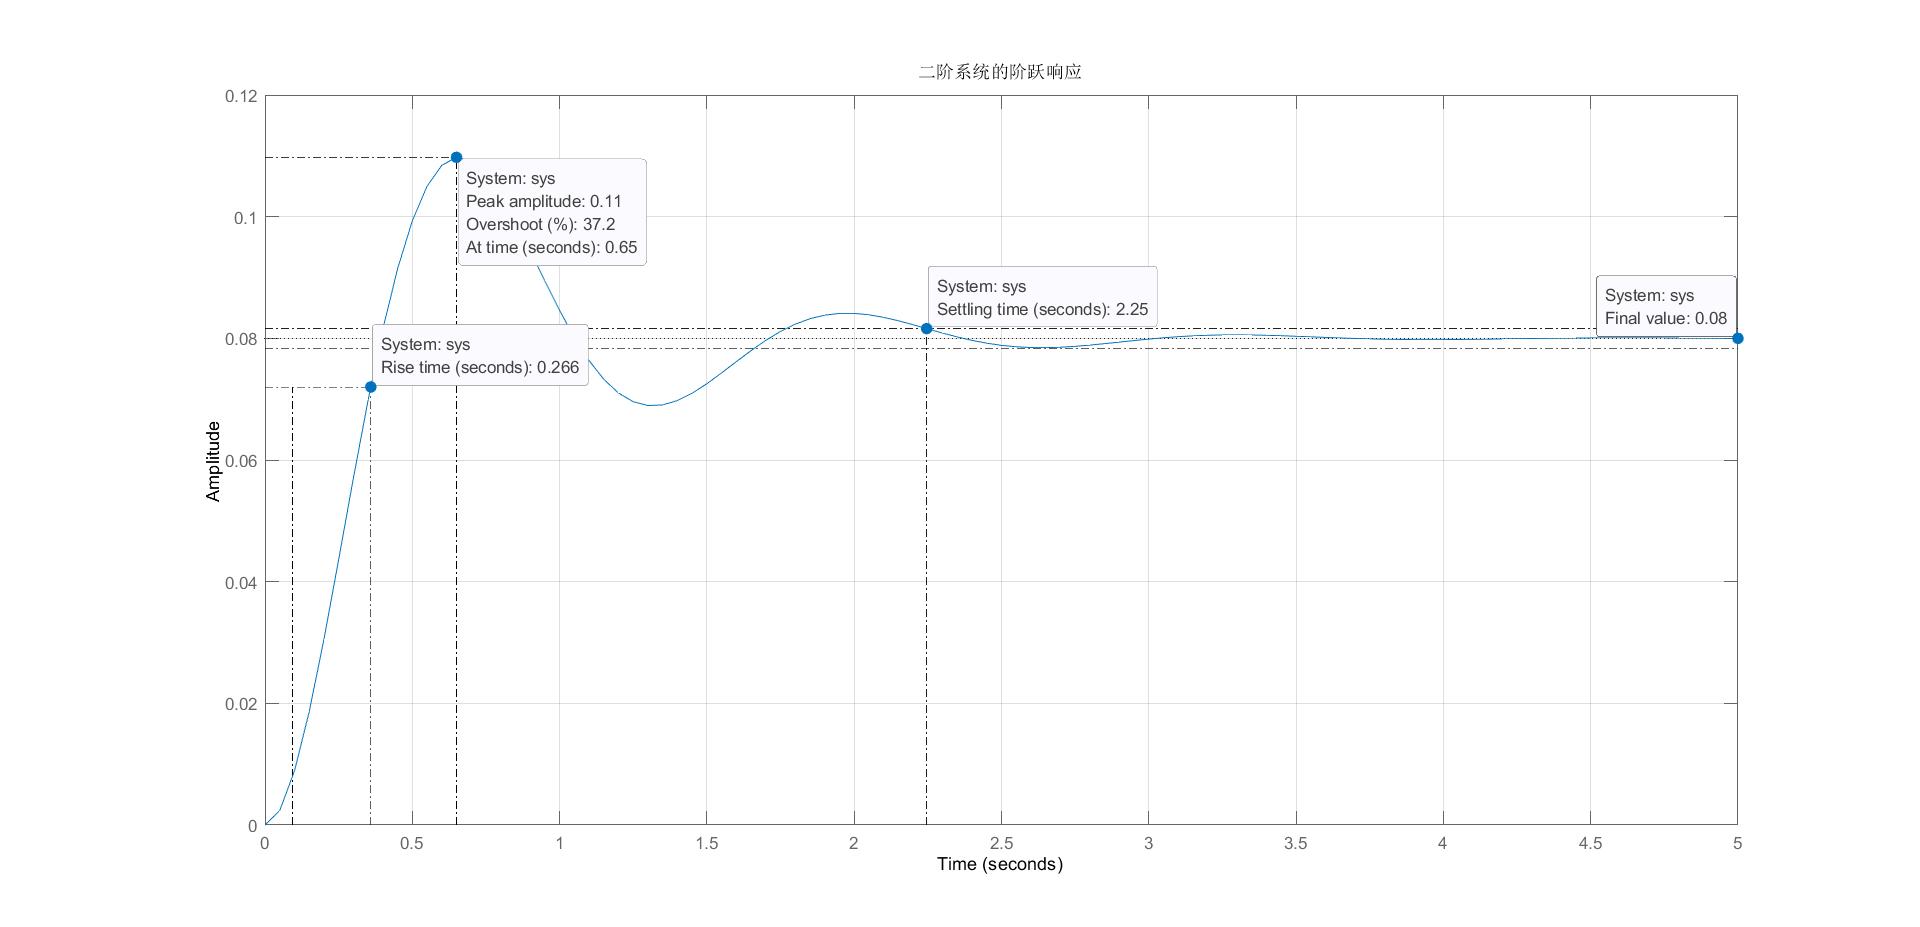 二阶系统的阶跃响应
0.12
0.1
0.08
0.06
0.04
0.02
0
Amplitude
System: sys
Peak amplitude: 0.11
Overshoot (%): 37.2
At time (seconds): 0.65
System: sys
Rise time (seconds): 0.266
System: sys
Settling time (seconds): 2.25
System: sys
Final value: 0.08
0 0.5 1 1.5 2 2.5 3 3.5 4 4.5 5
Time (seconds)